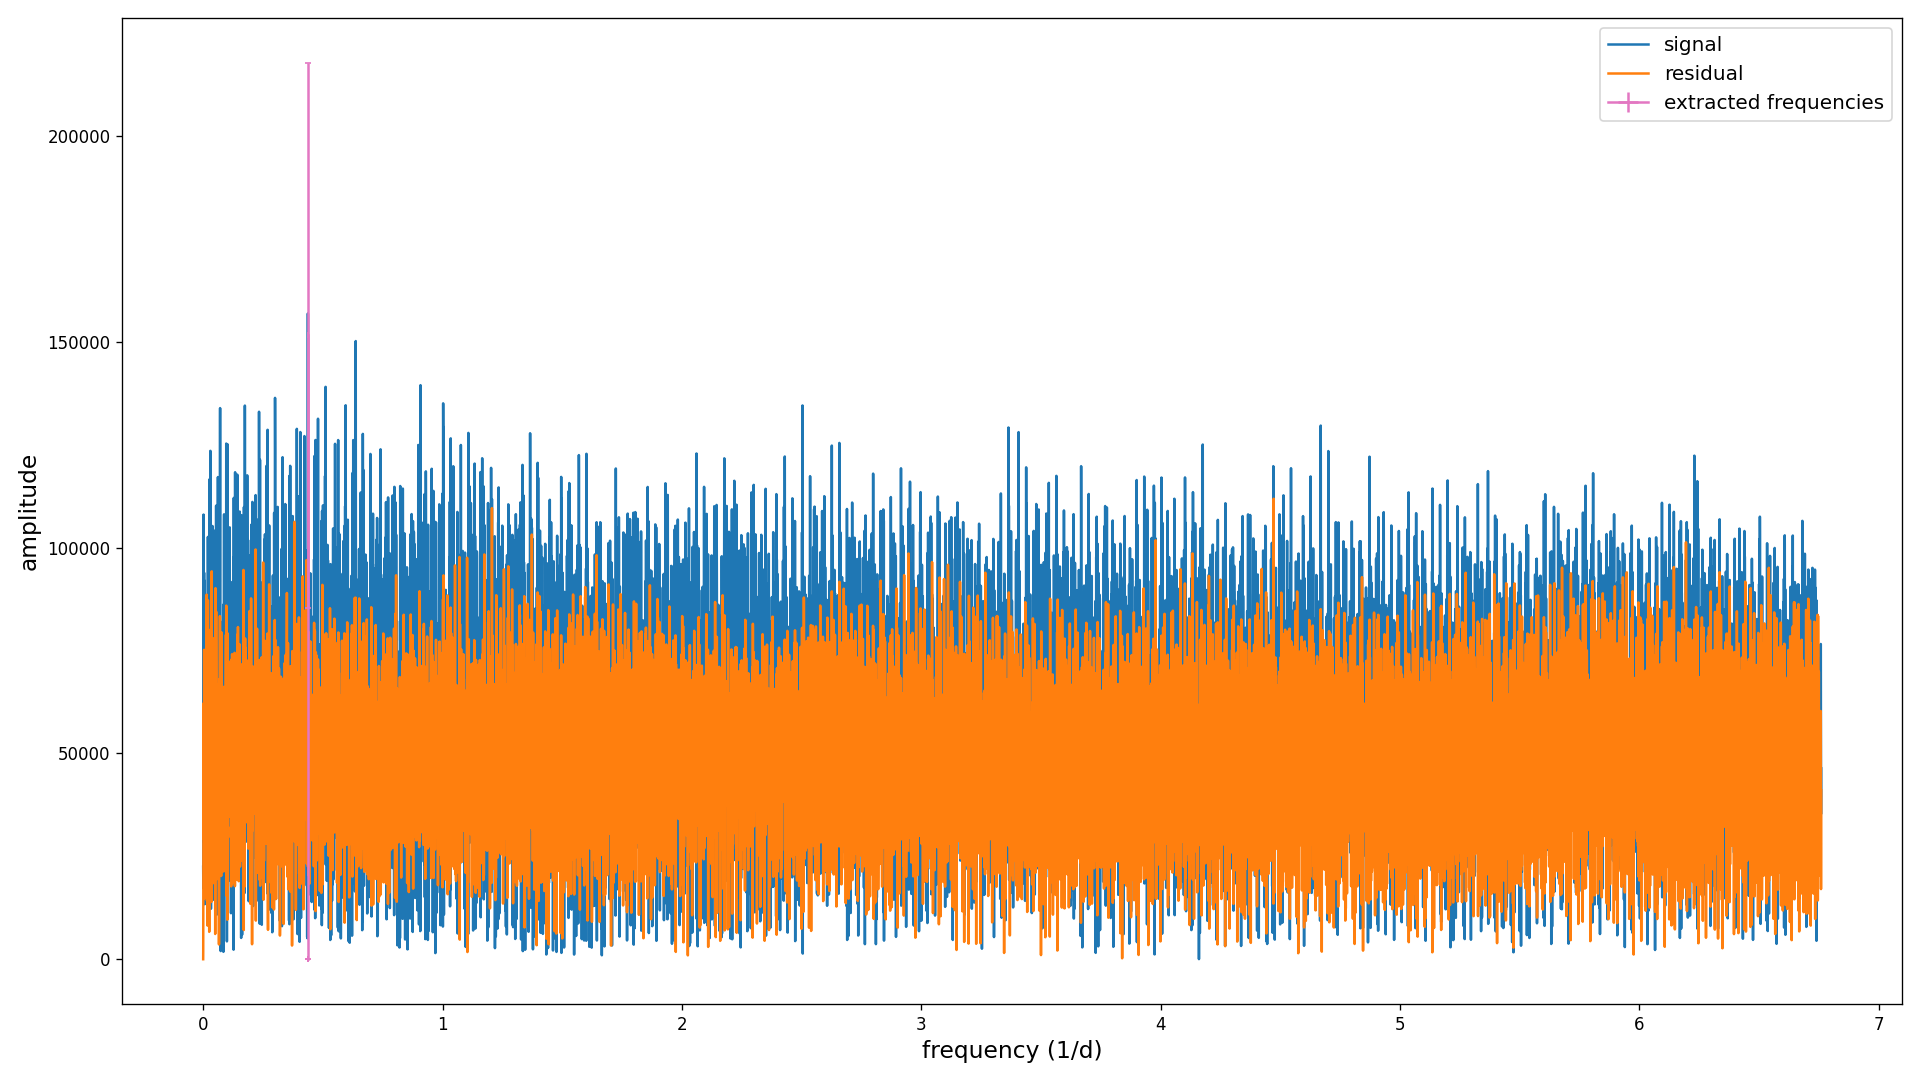 signal
residual
extracted frequencies
amplitude
200000
150000
100000
50000
0
0 1 2 3 4 5 6 7
frequency (1/d)